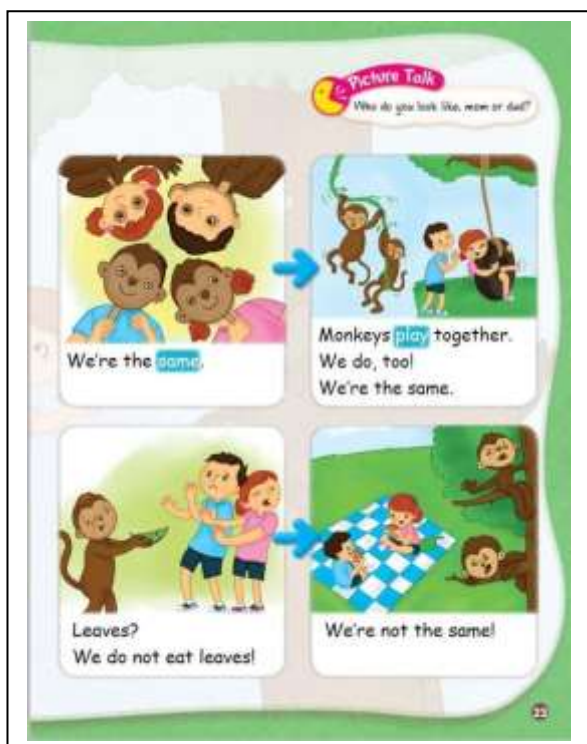 Picture Talk
Who do you look like, mom or dad?
We're the same.
Monkeys play together.
We do, too!
We're the same.
Leaves?
We do not eat leaves!
We're not the same!
23